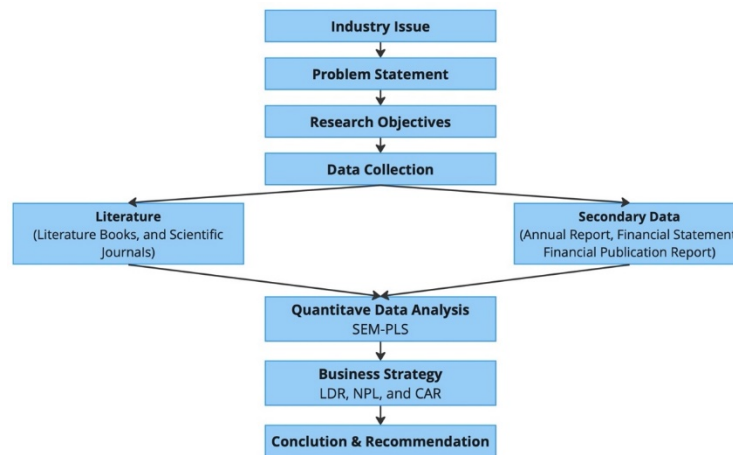 Industry Issue
Problem Statement
Research Objectives
Data Collection
Literature
(Literature Books, and Scientific
Journals)
Secondary Data
(Annual Report, Financial Statement
Financial Publication Report)
Quantitave Data Analysis
SEM-PLS
Business Strategy
LDR, NPL, and CAR
Conclution & Recommendation